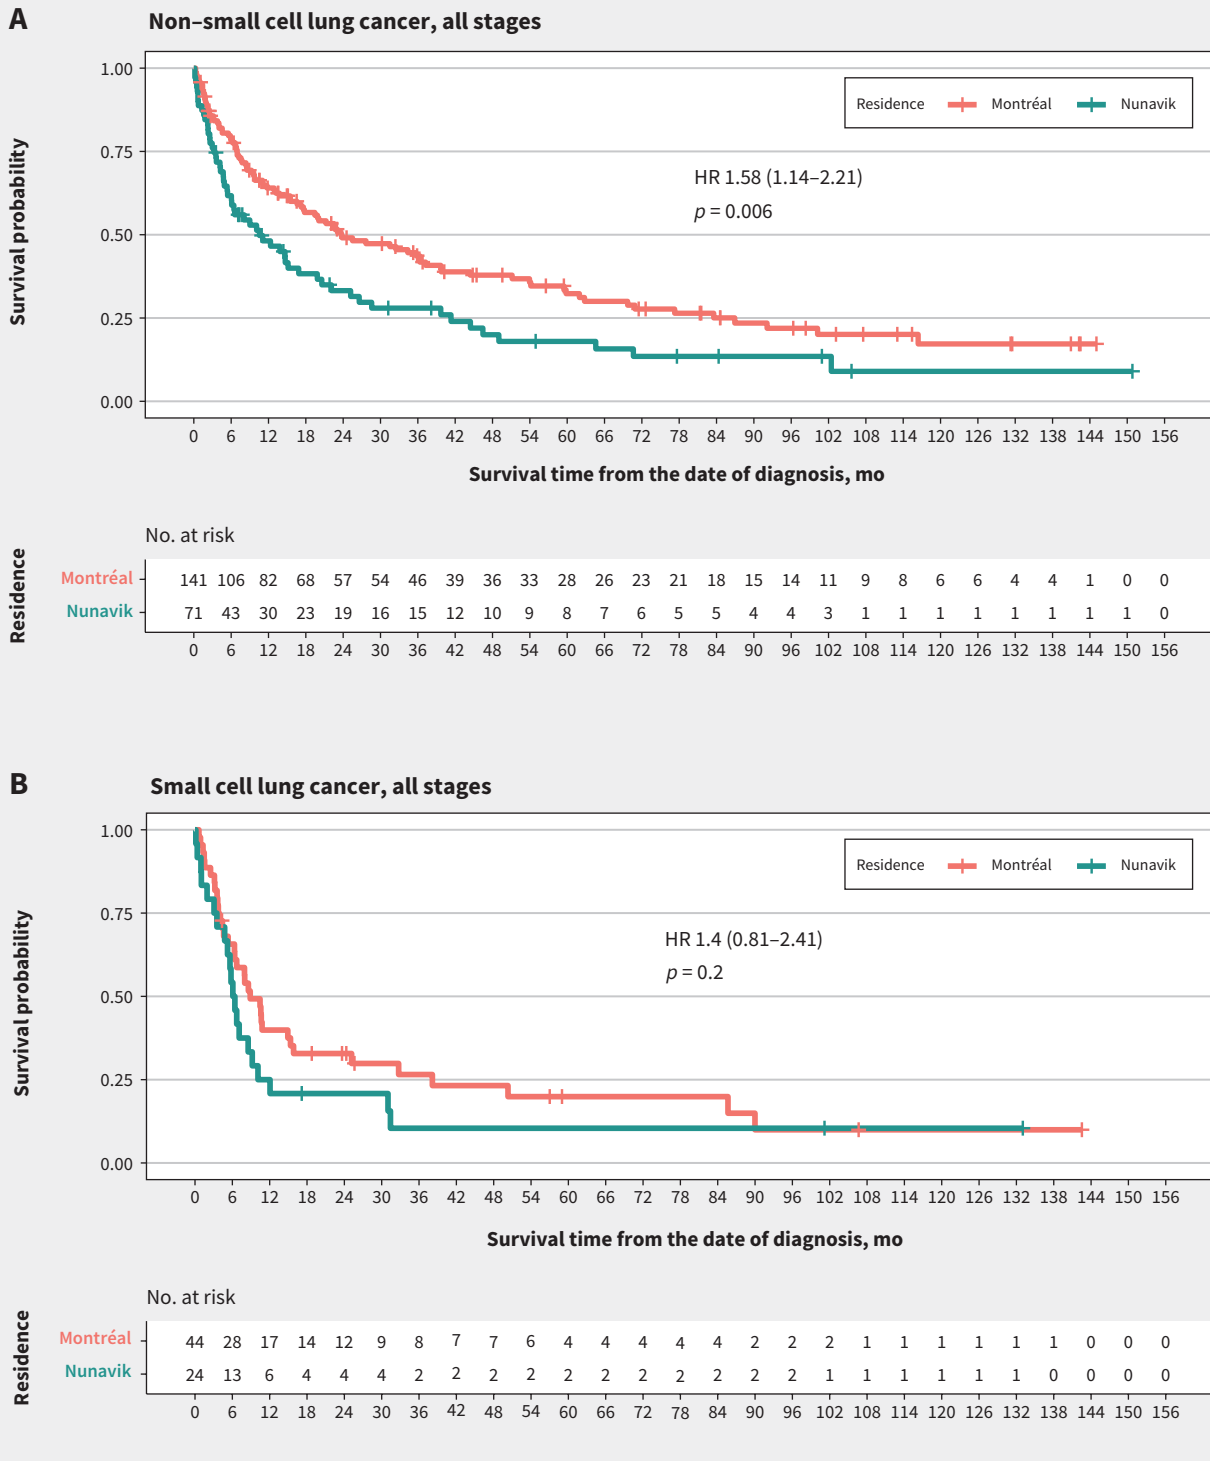 A
Non–small cell lung cancer, all stages
Survival probability
1.00
0.75
0.50
0.25
0.00
Residence Montréal Nunavik
HR 1.58 (1.14–2.21)
p = 0.006
0 6 12 18 24 30 36 42 48 54 60 66 72 78 84 90 96 102 108 114 120 126 132 138 144 150 156
Survival time from the date of diagnosis, mo
No. at risk
Residence
Montréal 141 106 82 68 57 54 46 39 36 33 28 26 23 21 18 15 14 11 9 8 6 6 4 4 1 0 0
Nunavik 71 43 30 23 19 16 15 12 10 9 8 7 6 5 5 4 4 3 1 1 1 1 1 1 1 1 0
0 6 12 18 24 30 36 42 48 54 60 66 72 78 84 90 96 102 108 114 120 126 132 138 144 150 156
B
Small cell lung cancer, all stages
Survival probability
1.00
0.75
0.50
0.25
0.00
Residence Montréal Nunavik
HR 1.4 (0.81–2.41)
p = 0.2
0 6 12 18 24 30 36 42 48 54 60 66 72 78 84 90 96 102 108 114 120 126 132 138 144 150 156
Survival time from the date of diagnosis, mo
No. at risk
Residence
Montréal 44 28 17 14 12 9 8 7 7 6 4 4 4 4 4 2 2 2 1 1 1 1 1 1 0 0 0
Nunavik 24 13 6 4 4 4 2 2 2 2 2 2 2 2 2 2 2 1 1 1 1 1 1 0 0 0 0
0 6 12 18 24 30 36 42 48 54 60 66 72 78 84 90 96 102 108 114 120 126 132 138 144 150 156